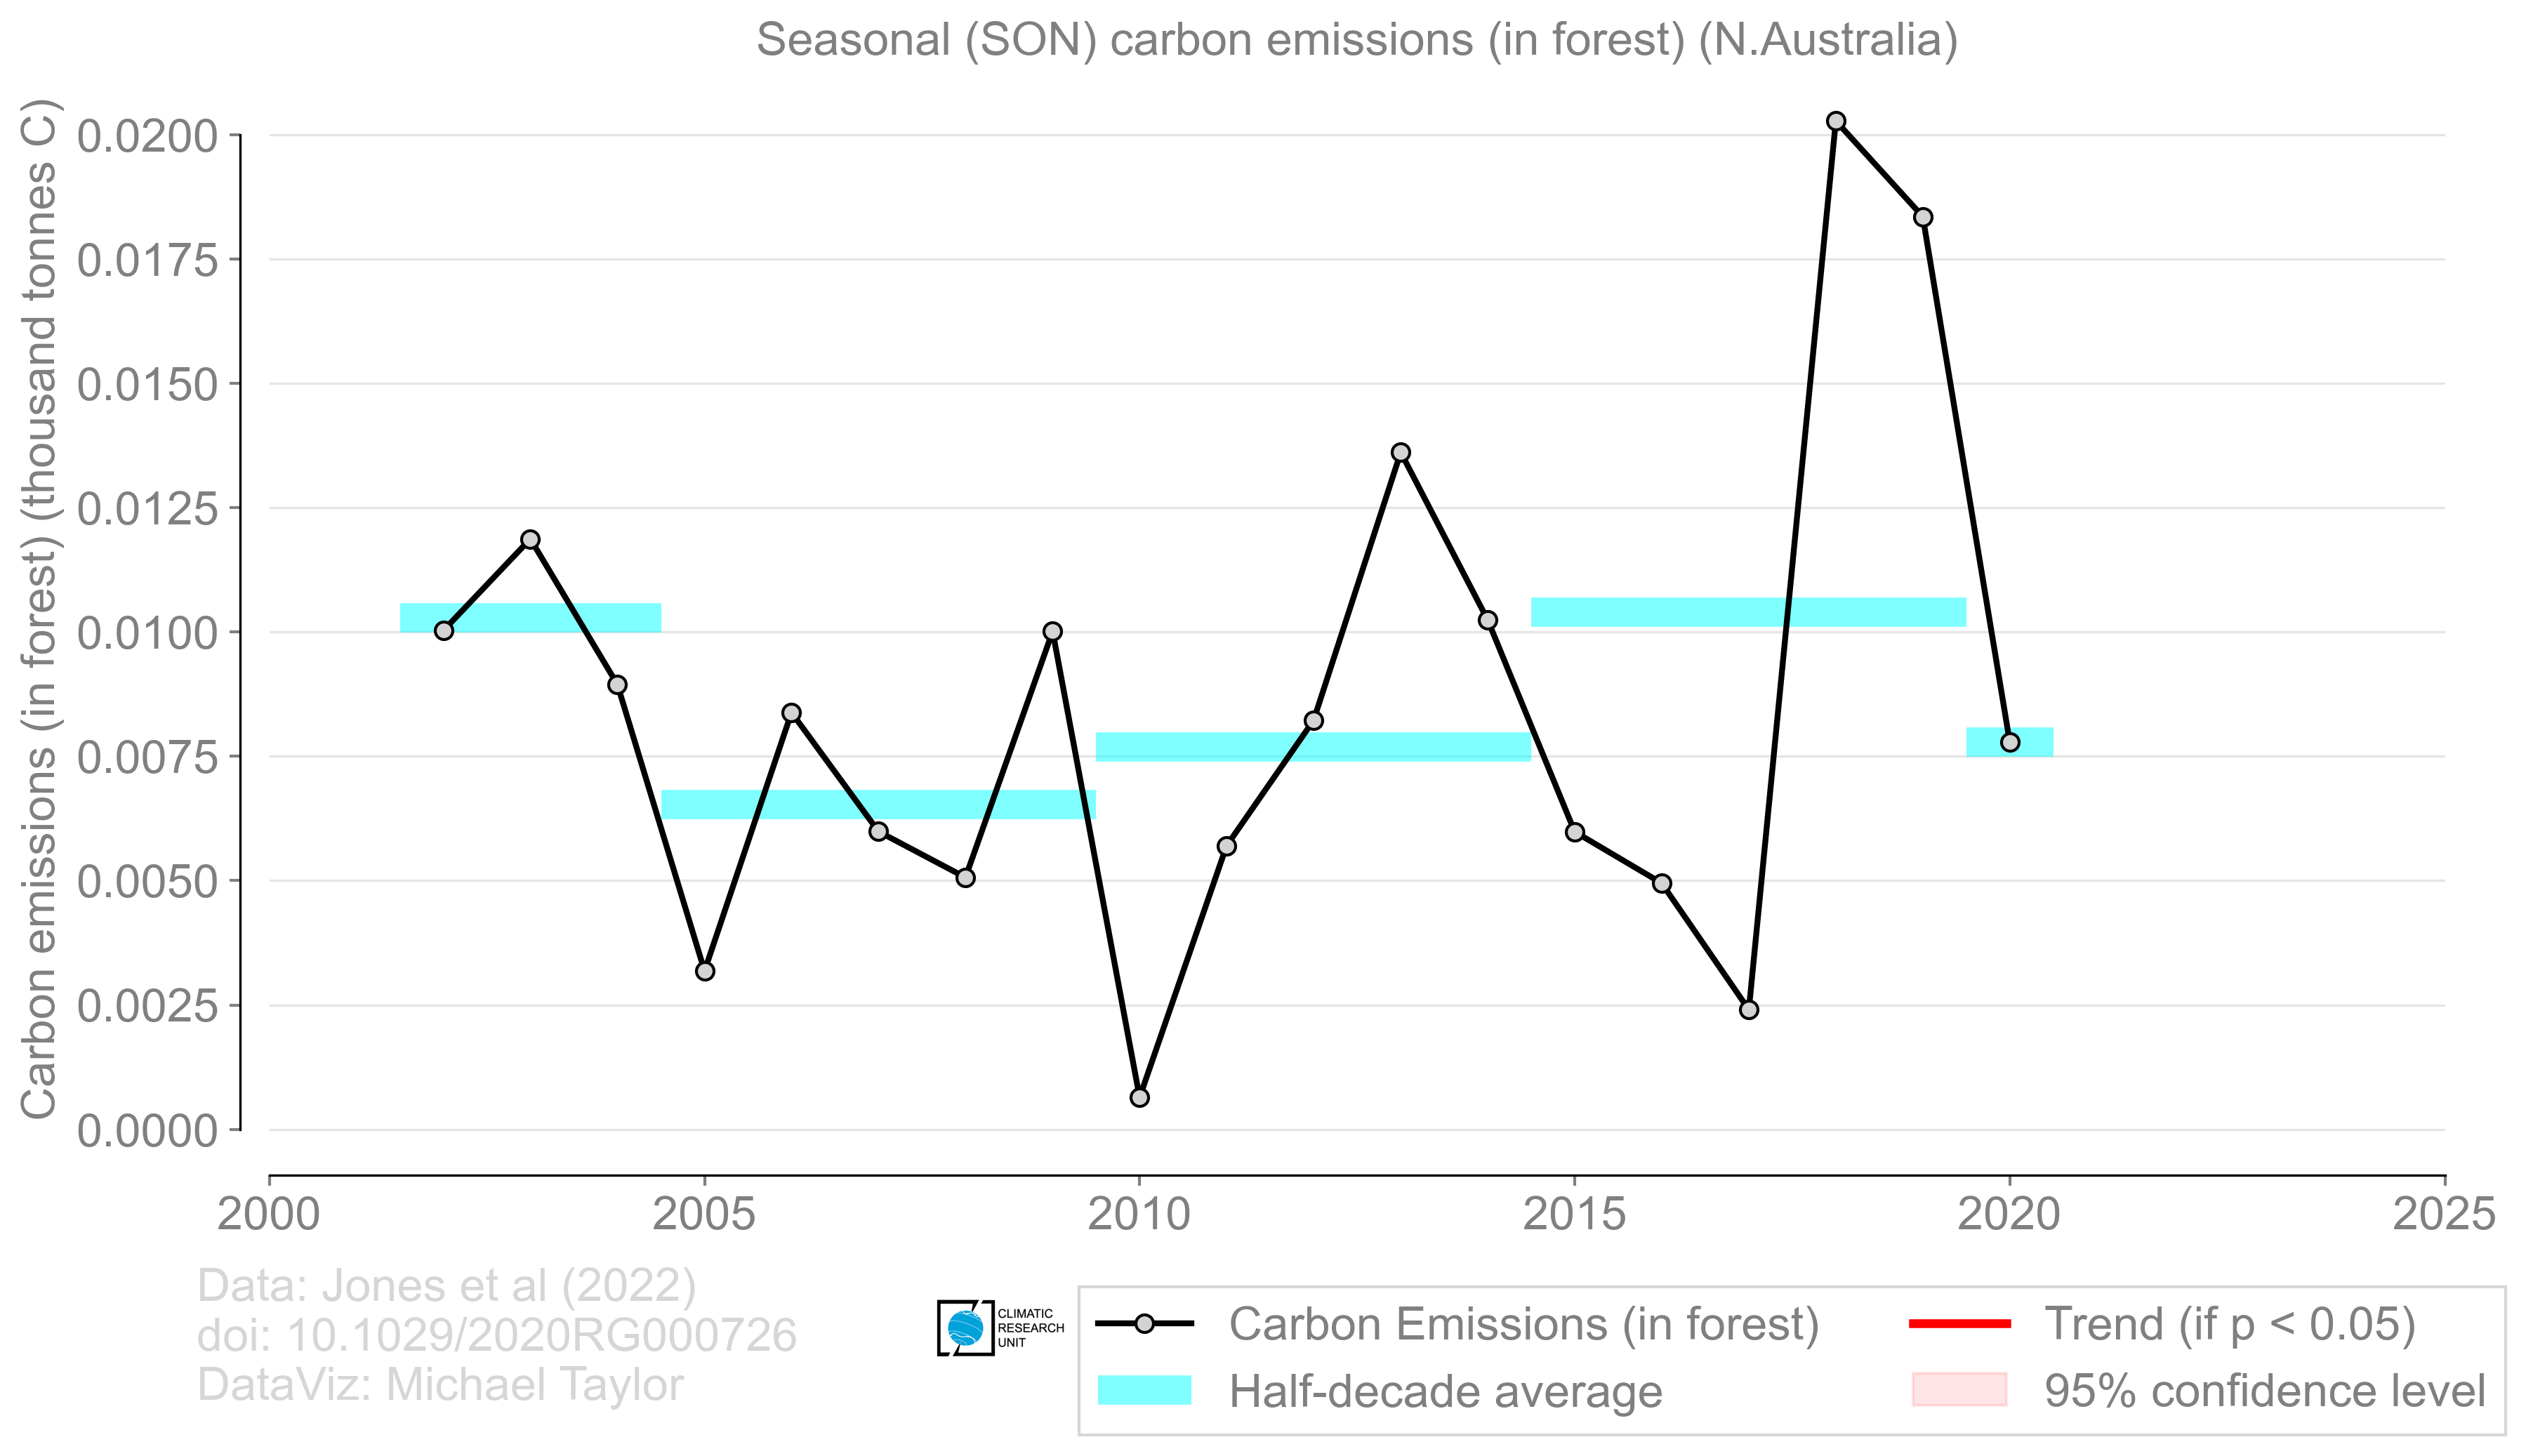 Seasonal (SON) carbon emissions (in forest) (N.Australia)
Carbon emissions (in forest) (thousand tonnes C)
0.0200
0.0175
0.0150
0.0125
0.0100
0.0075
0.0050
0.0025
0.0000
2000 2005 2010 2015 2020 2025
Data: Jones et al (2022)
doi: 10.1029/2020RG000726
DataViz: Michael Taylor
CLIMATIC
RESEARCH
UNIT
Carbon Emissions (in forest)
Half-decade average
Trend (if p < 0.05)
95% confidence level